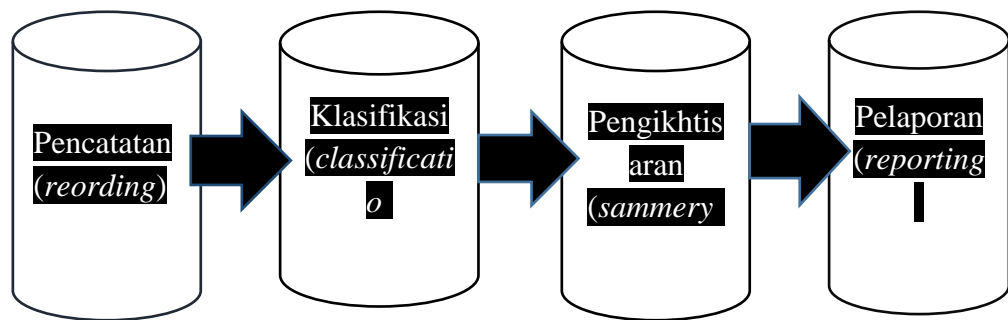 Pencatatan
(reording)
Klasifikasi
(classificati
o
Pengikhtis
aran
(sammery
Pelaporan
(reporting